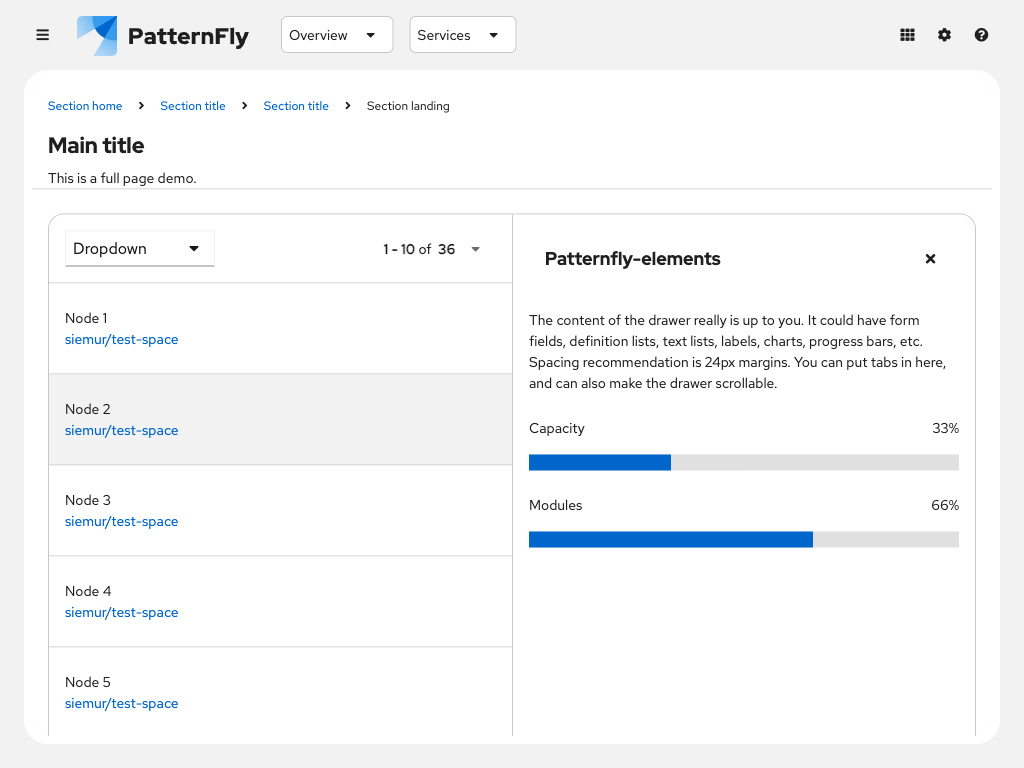 PatternFly
Overview
Services
Section home
Section title
Section title
Section landing
Main title
This is a full page demo.
Dropdown
1 - 10 of 36
Node 1
siemur/test-space
Node 2
siemur/test-space
Node 3
siemur/test-space
Node 4
siemur/test-space
Node 5
siemur/test-space
Patternfly-elements
The content of the drawer really is up to you. It could have form
fields, definition lists, text lists, labels, charts, progress bars, etc.
Spacing recommendation is 24px margins. You can put tabs in here,
and can also make the drawer scrollable.
Capacity 33%
Modules 66%